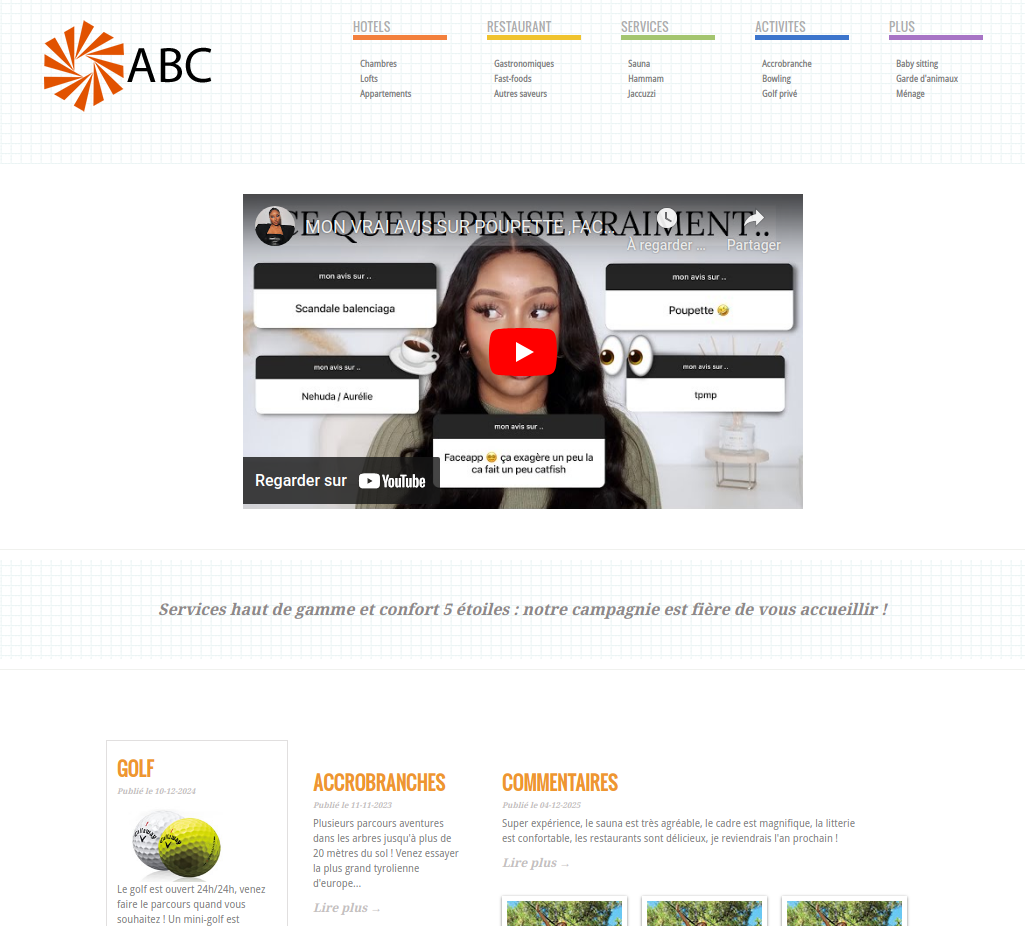 ABC
HOTELS
Chambres
Lofts
Appartements
RESTAURANT
Gastronomiques
Fast-foods
Autres saveurs
SERVICES
Sauna
Hammam
Jaccuzzi
ACTIVITES
Accrobranche
Bowling
Golf privé
PLUS
Baby sitting
Garde d'animaux
Ménage
CE QUE JE PENSE VRAIMENT..
MON VRAI AVIS SUR POUPETTE ,FAC...
À regarder ...
Partager
mon avis sur ..
Scandale balenciaga
mon avis sur ..
Poupette 🤣
mon avis sur ..
Nehuda / Aurélie
mon avis sur ..
tpmp
mon avis sur ..
Faceapp 🤓 ça exagère un peu la
ca fait un peu catfish
Regarder sur YouTube
Services haut de gamme et confort 5 étoiles : notre campagnie est fière de vous accueillir !
GOLF
Publié le 10-12-2024
Le golf est ouvert 24h/24h, venez
faire le parcours quand vous
souhaitez ! Un mini-golf est
ACCROBRANCHES
Publié le 11-11-2023
Plusieurs parcours aventures
dans les arbres jusqu'à plus de
20 mètres du sol ! Venez essayer
la plus grand tyrolienne
d'europe...
Lire plus →
COMMENTAIRES
Publié le 04-12-2025
Super expérience, le sauna est très agréable, le cadre est magnifique, la litterie
est confortable, les restaurants sont délicieux, je reviendrais l'an prochain !
Lire plus →